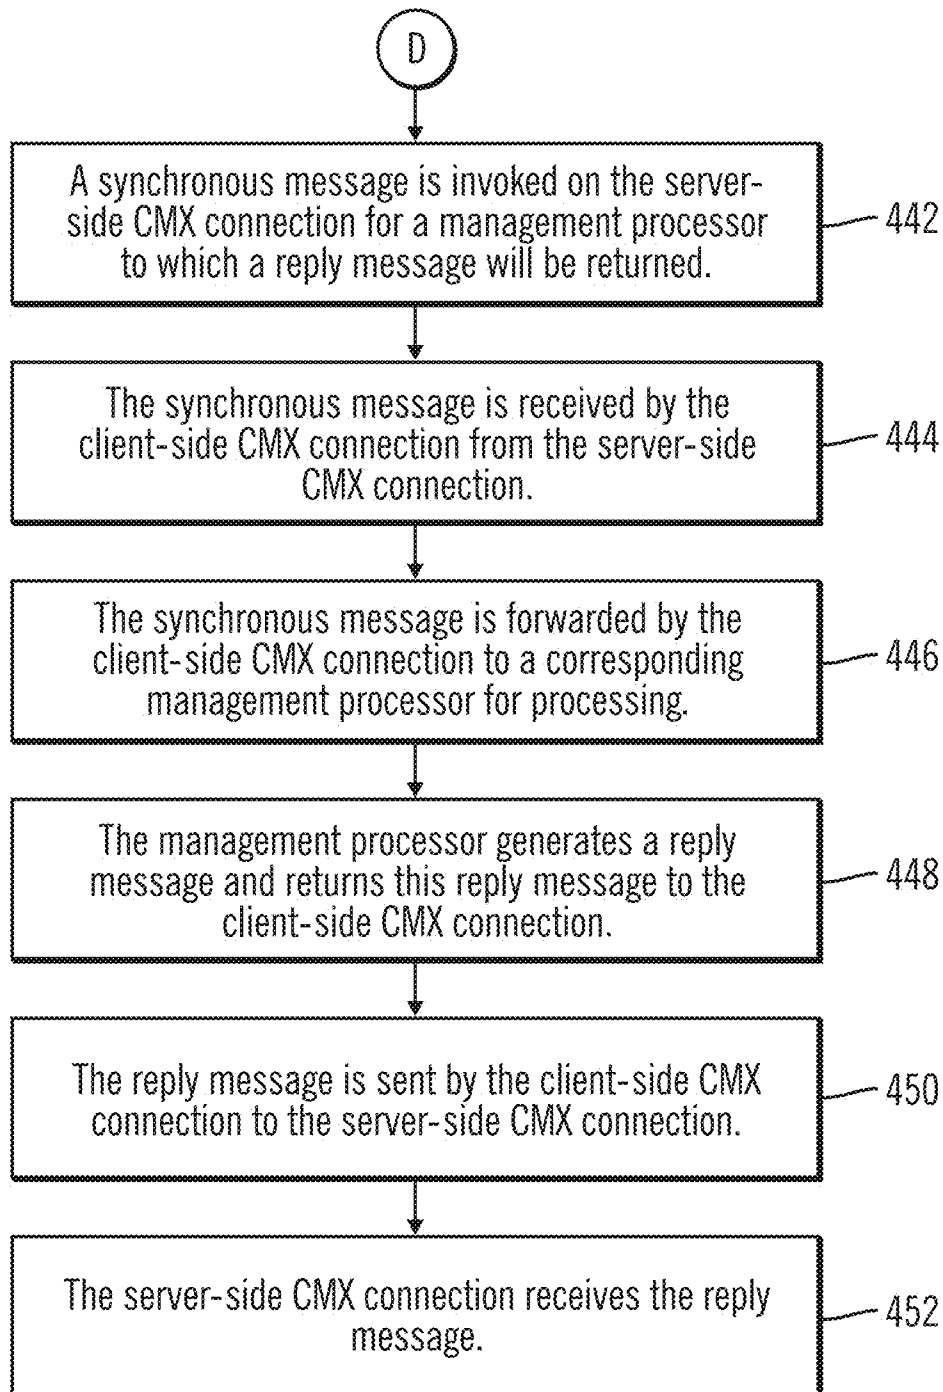 D
A synchronous message is invoked on the server-
side CMX connection for a management processor
to which a reply message will be returned.
442
The synchronous message is received by the
client-side CMX connection from the server-side
CMX connection.
444
The synchronous message is forwarded by the
client-side CMX connection to a corresponding
management processor for processing.
446
The management processor generates a reply
message and returns this reply message to the
client-side CMX connection.
448
The reply message is sent by the client-side CMX
connection to the server-side CMX connection.
450
The server-side CMX connection receives the reply
message.
452